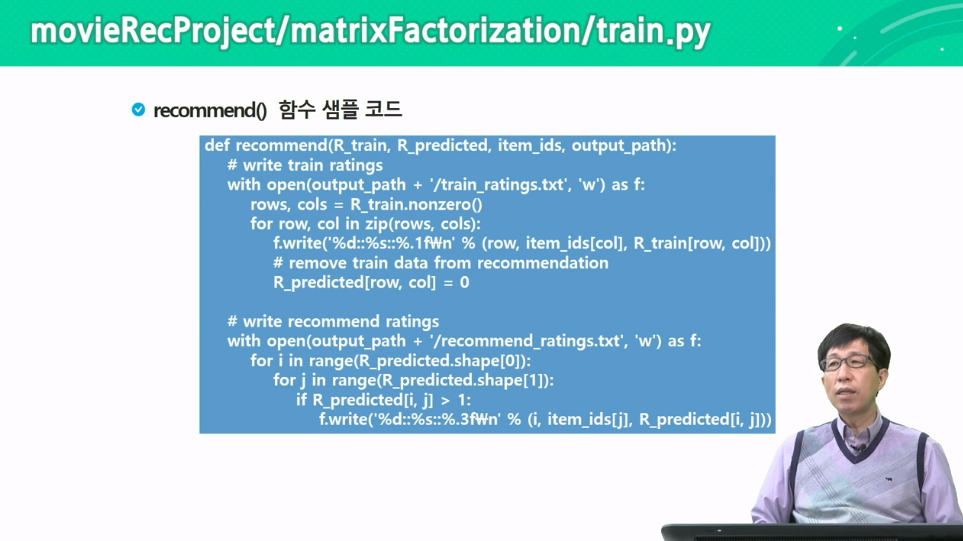 movieRecProject/matrixFactorization/train.py
recommend() 함수 샘플 코드
def recommend(R_train, R_predicted, item_ids, output_path):
# write train ratings
with open(output_path + '/train_ratings.txt', 'w') as f:
rows, cols = R_train.nonzero()
for row, col in zip(rows, cols):
f.write('%d::%s::%.1f₩n' % (row, item_ids[col], R_train[row, col]))
# remove train data from recommendation
R_predicted[row, col] = 0
# write recommend ratings
with open(output_path + '/recommend_ratings.txt', 'w') as f:
for i in range(R_predicted.shape[0]):
for j in range(R_predicted.shape[1]):
if R_predicted[i, j] > 1:
f.write('%d::%s::%.3f₩n' % (i, item_ids[j], R_predicted[i, j]))